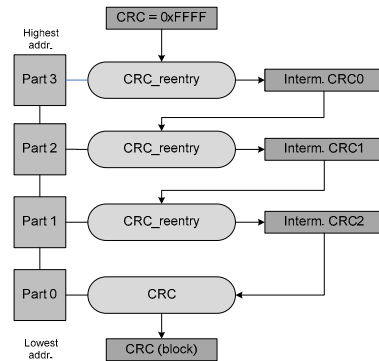 CRC = 0xFFFF
Highest
addr.
Part 3
CRC_reentry
Interm. CRC0
Part 2
CRC_reentry
Interm. CRC1
Part 1
CRC_reentry
Interm. CRC2
Part 0
CRC
Lowest
addr.
CRC (block)